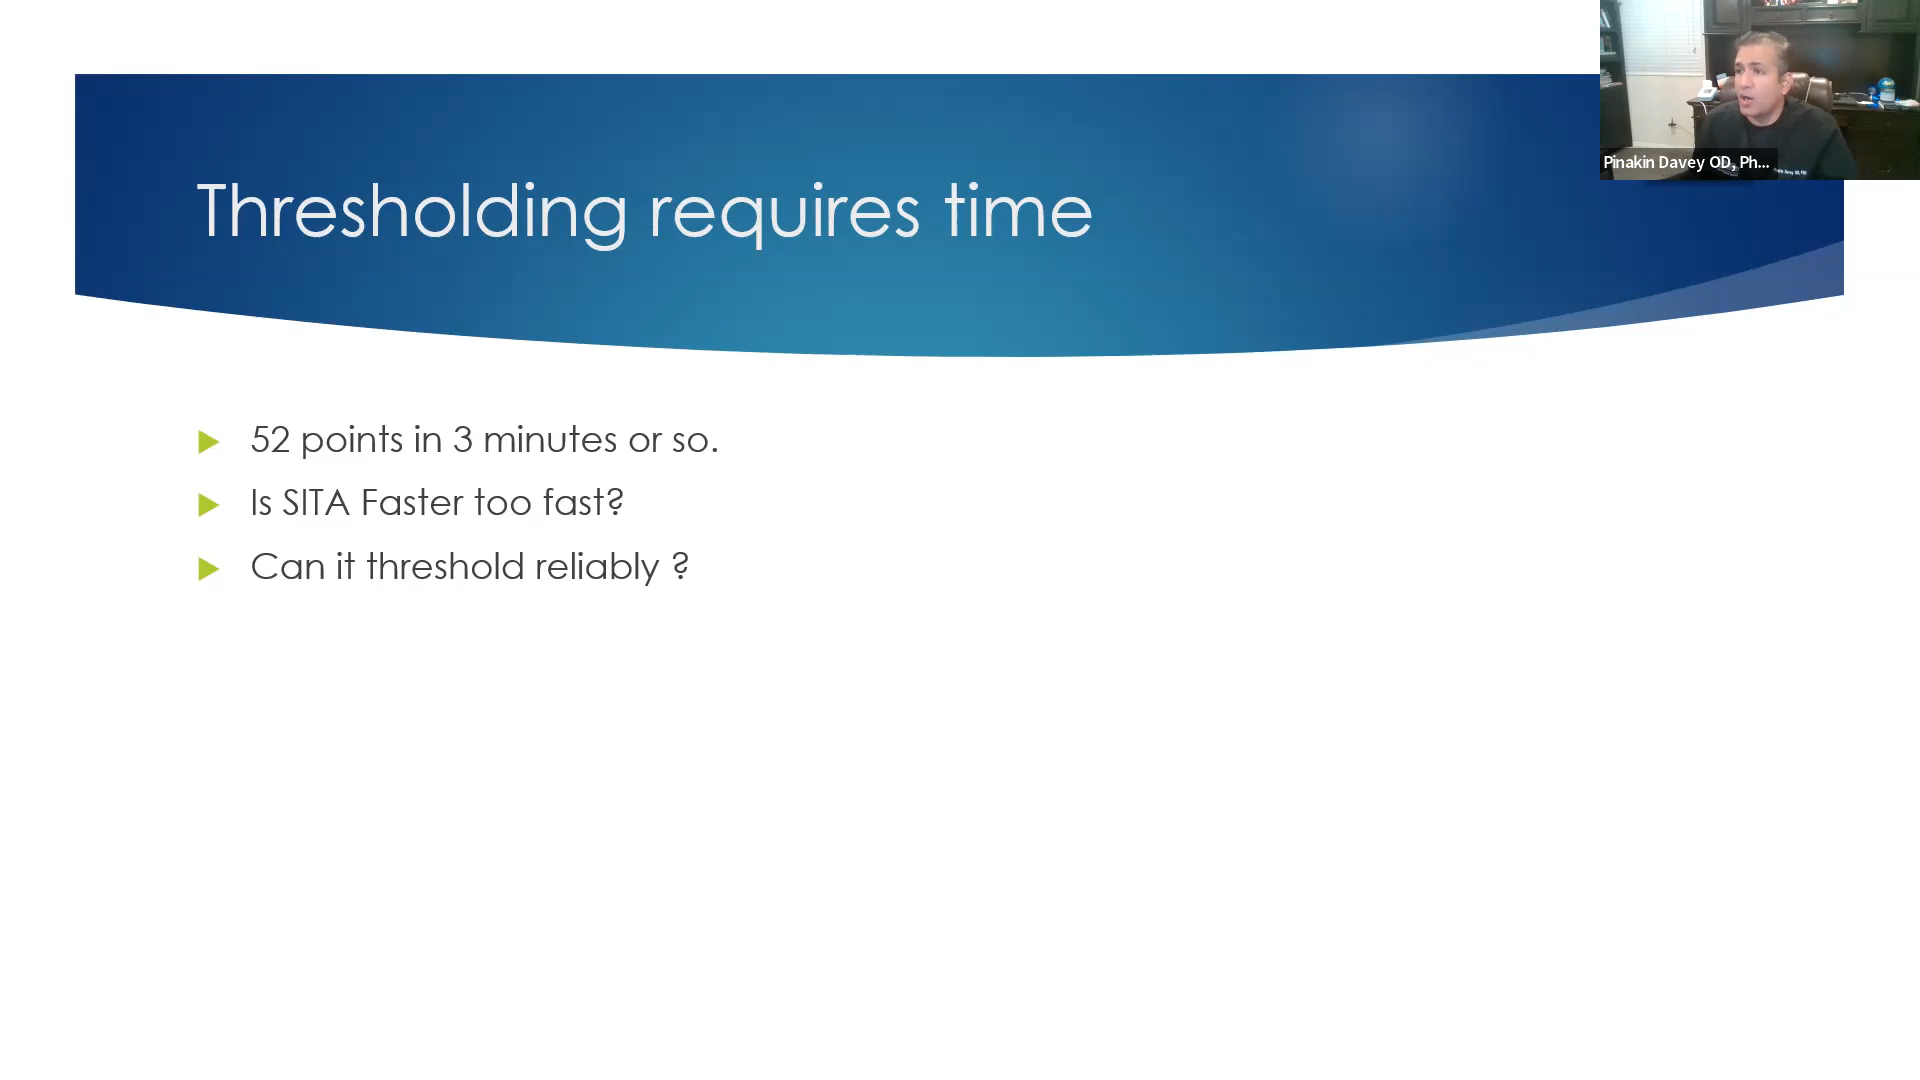 Thresholding requires time
52 points in 3 minutes or so.
Is SITA Faster too fast?
Can it threshold reliably ?
Pinakin Davey OD, Ph...